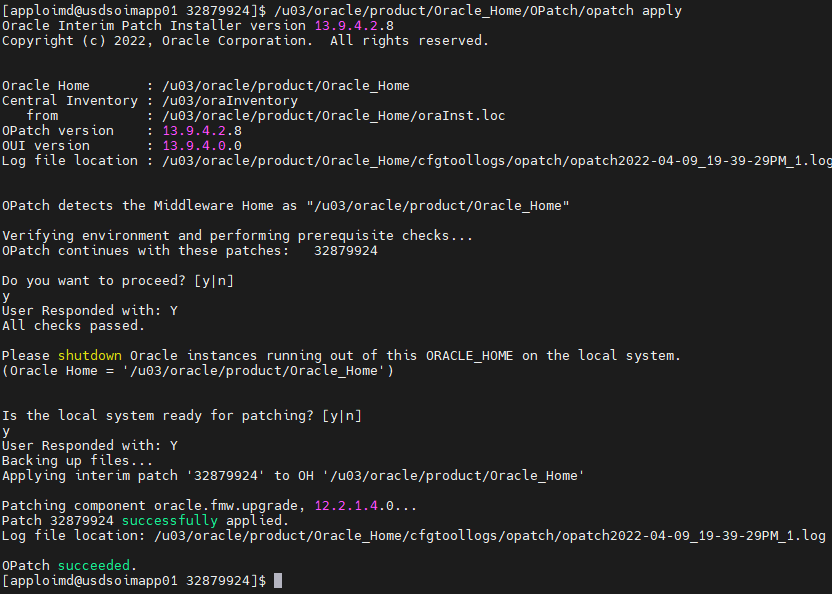 [apploimd@usdsoimapp01 32879924]$ /u03/oracle/product/Oracle_Home/OPatch/opatch apply
Oracle Interim Patch Installer version 13.9.4.2.8
Copyright (c) 2022, Oracle Corporation.  All rights reserved.
Oracle Home       : /u03/oracle/product/Oracle_Home
Central Inventory : /u03/oraInventory
   from           : /u03/oracle/product/Oracle_Home/oraInst.loc
OPatch version    : 13.9.4.2.8
OUI version       : 13.9.4.0.0
Log file location : /u03/oracle/product/Oracle_Home/cfgtoollogs/opatch/opatch2022-04-09_19-39-29PM_1.log
OPatch detects the Middleware Home as "/u03/oracle/product/Oracle_Home"
Verifying environment and performing prerequisite checks...
OPatch continues with these patches:   32879924
Do you want to proceed? [y|n]
y
User Responded with: Y
All checks passed.
Please shutdown Oracle instances running out of this ORACLE_HOME on the local system.
(Oracle Home = '/u03/oracle/product/Oracle_Home')
Is the local system ready for patching? [y|n]
y
User Responded with: Y
Backing up files...
Applying interim patch '32879924' to OH '/u03/oracle/product/Oracle_Home'
Patching component oracle.fmw.upgrade, 12.2.1.4.0...
Patch 32879924 successfully applied.
Log file location: /u03/oracle/product/Oracle_Home/cfgtoollogs/opatch/opatch2022-04-09_19-39-29PM_1.log
OPatch succeeded.
[apploimd@usdsoimapp01 32879924]$